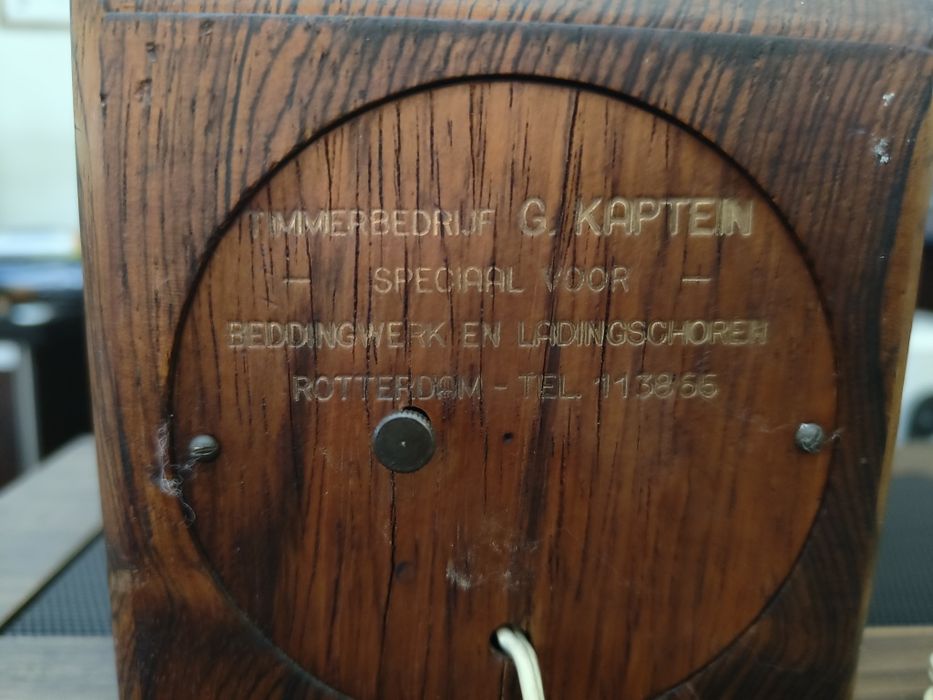 TIMMERBEDRIJF G. KAPTEIN
— SPECIAAL VOOR —
BEDDINGWERK EN LADINGSCHOREN
ROTTERDAM - TEL. 113866